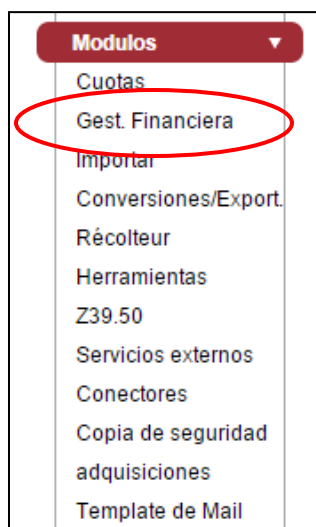 Modulos
Cuotas
Gest. Financiera
Importar
Conversiones/Export.
Récolteur
Herramientas
Z39.50
Servicios externos
Conectores
Copia de seguridad
adquisiciones
Template de Mail